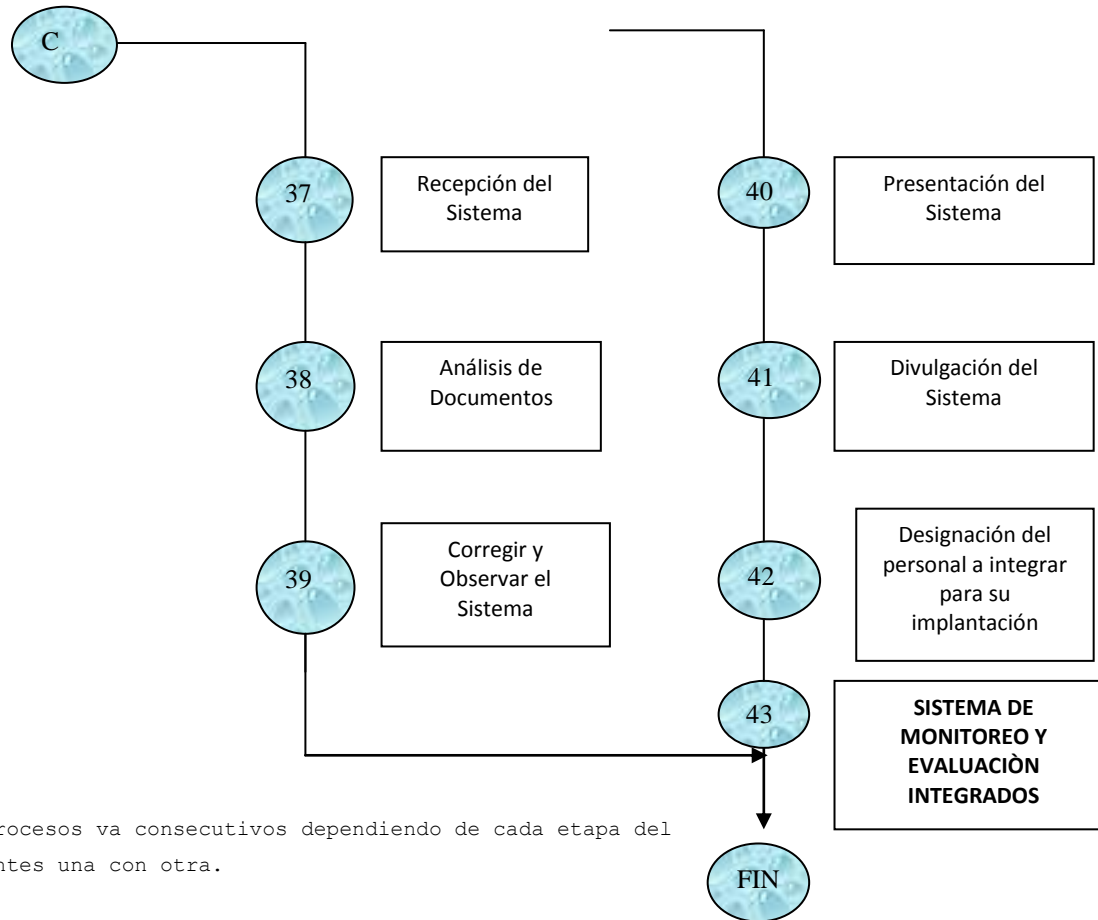 C
37
Recepción del
Sistema
38
Análisis de
Documentos
39
Corregir y
Observar el
Sistema
40
Presentación del
Sistema
41
Divulgación del
Sistema
42
Designación del
personal a integrar
para su
implantación
43
SISTEMA DE
MONITOREO Y
EVALUACIÒN
INTEGRADOS
FIN
rocesos va consecutivos dependiendo de cada etapa del
ntes una con otra.